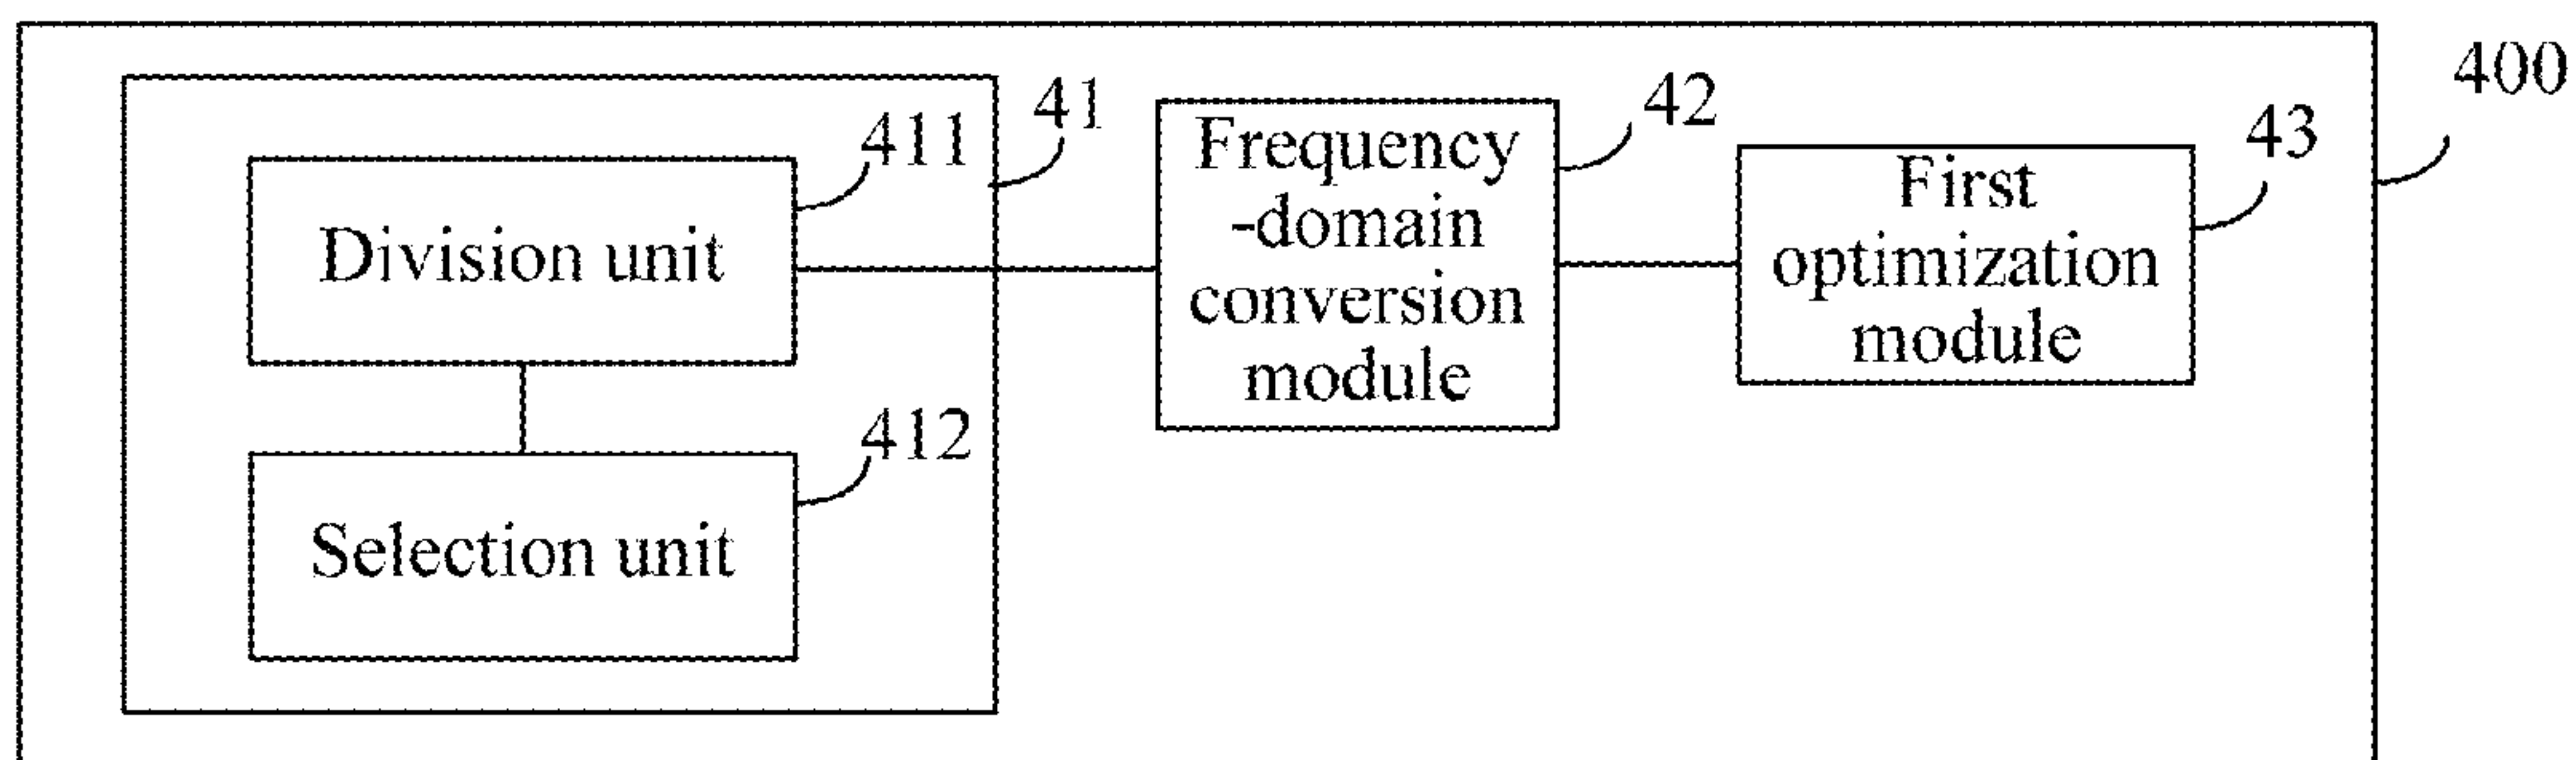 400
41
411
Division unit
412
Selection unit
42
Frequency
-domain
conversion
module
43
First
optimization
module